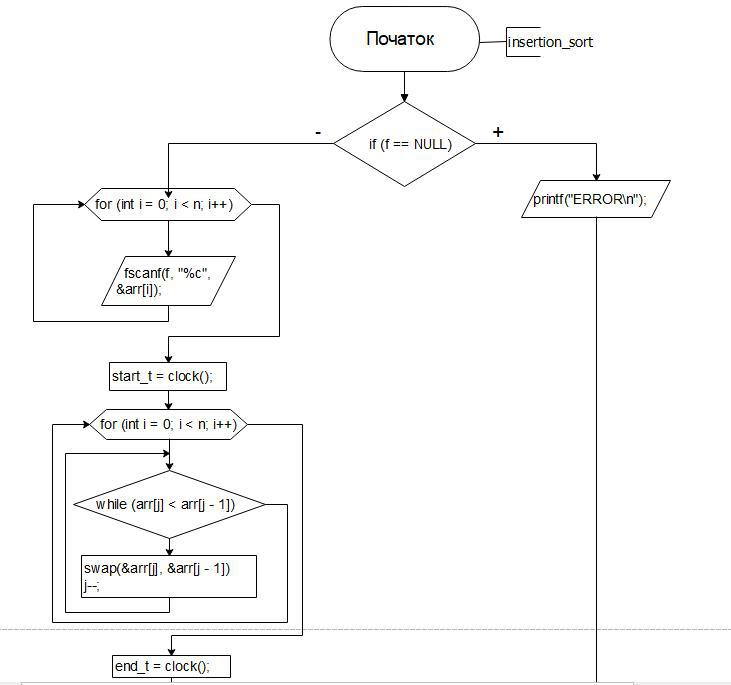 Початок
insertion_sort
if (f == NULL)
-
+
for (int i = 0; i < n; i++)
printf("ERROR\n");
fscanf(f, "%c",
&arr[i]);
start_t = clock();
for (int i = 0; i < n; i++)
while (arr[j] < arr[j - 1])
swap(&arr[j], &arr[j - 1])
j--;
end_t = clock();